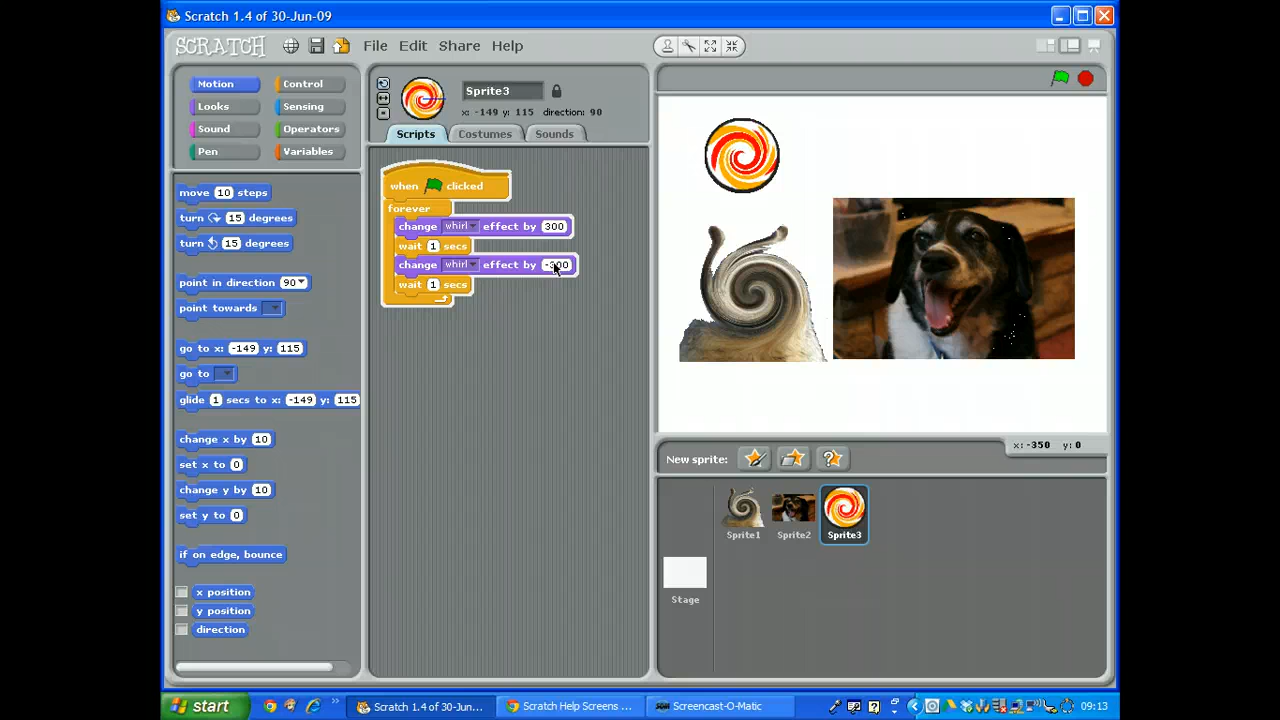 Scratch 1.4 of 30-Jun-09
SCRATCH File Edit Share Help
Motion Control
Looks Sensing
Sound Operators
Pen Variables
move 10 steps
turn 15 degrees
turn 15 degrees
point in direction 90
point towards
go to x: -149 y: 115
go to
glide 1 secs to x: -149 y: 115
change x by 10
set x to 0
change y by 10
set y to 0
if on edge, bounce
x position
y position
direction
Sprite3
x: -149 y: 115 direction: 90
Scripts Costumes Sounds
when clicked
forever
change whirl effect by 300
wait 1 secs
change whirl effect by -300
wait 1 secs
x: -350 y: 0
New sprite:
Sprite1 Sprite2 Sprite3
Stage
start Scratch 1.4 of 30-Jun... Scratch Help Screens ... Screencast-O-Matic 09:13